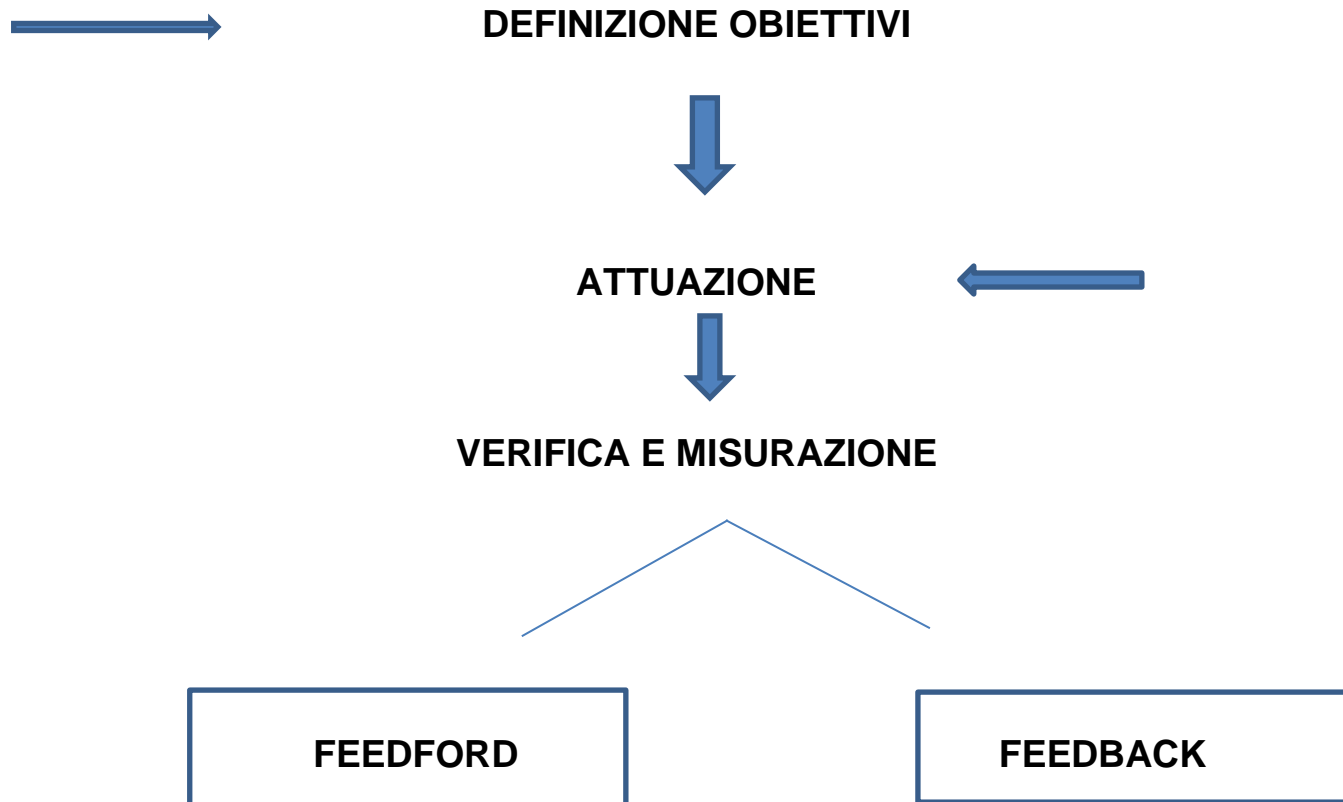 DEFINIZIONE OBIETTIVI
ATTUAZIONE
VERIFICA E MISURAZIONE
FEEDFORD
FEEDBACK